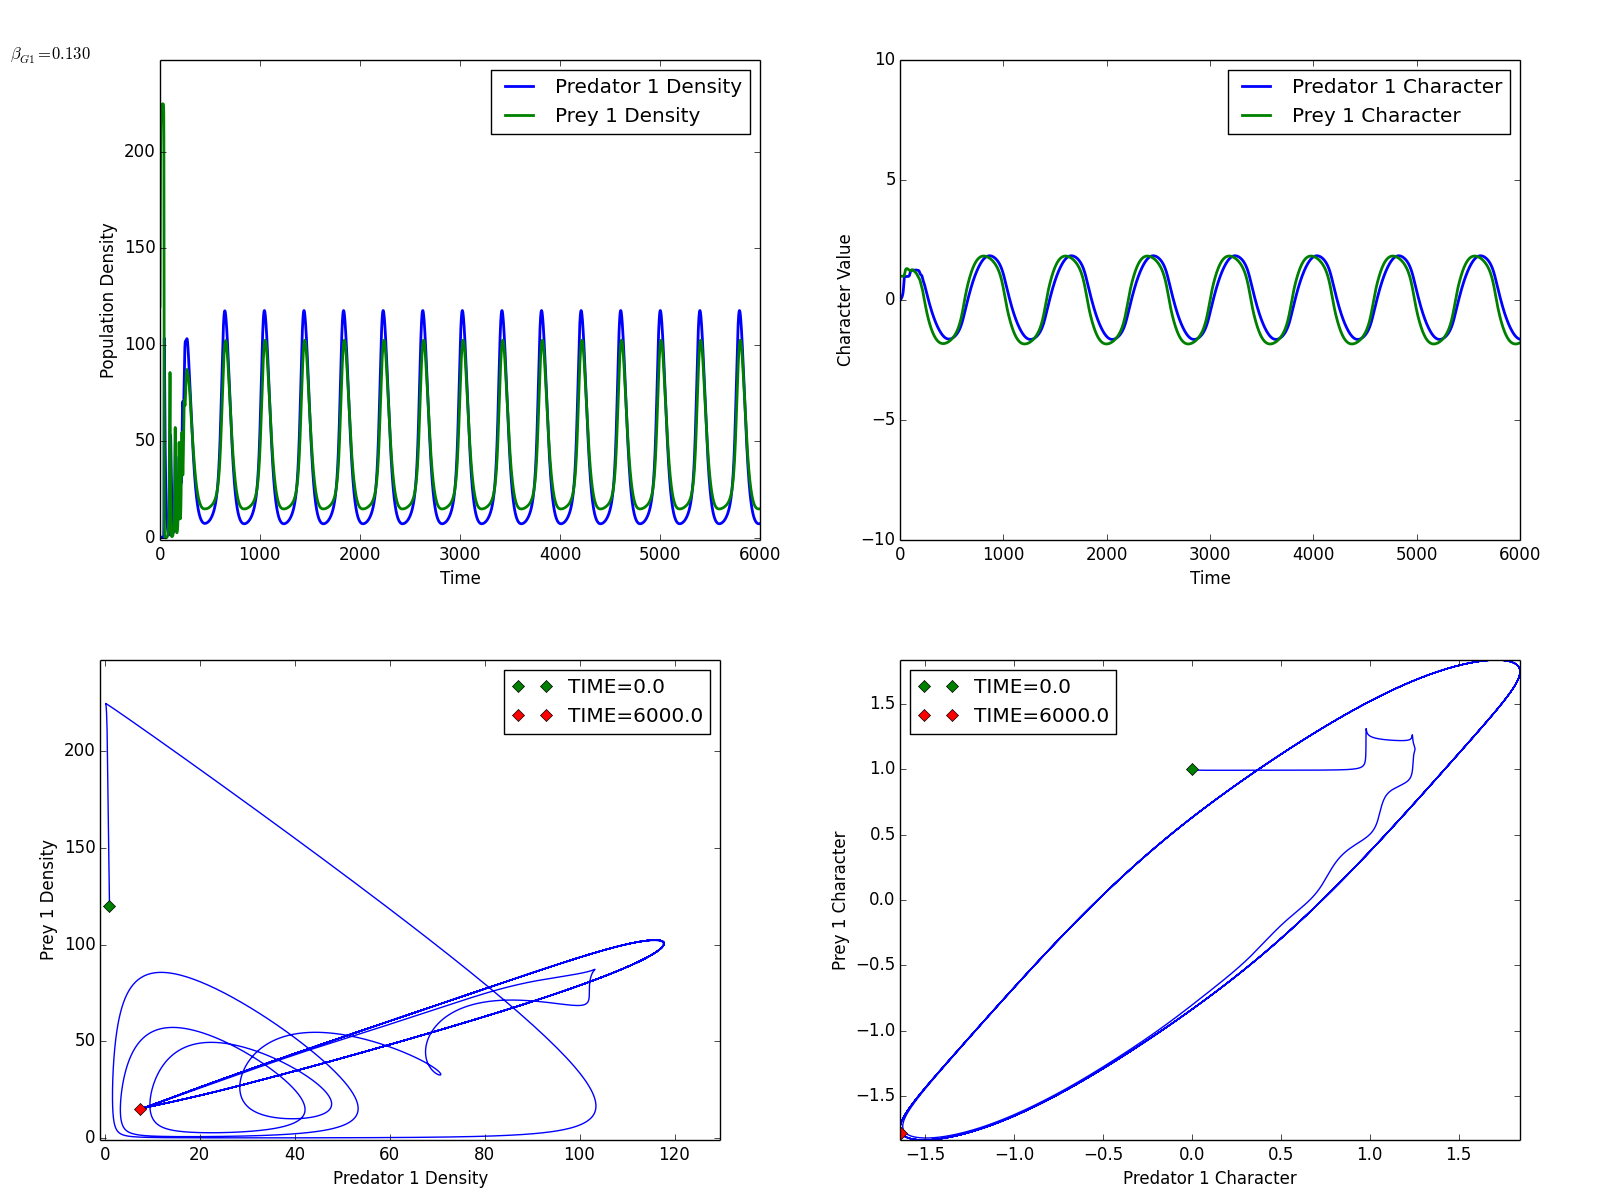 β_{G1}=0.130
Predator 1 Density
Prey 1 Density
Population Density
200
150
100
50
0
0 1000 2000 3000 4000 5000 6000
Time
Predator 1 Character
Prey 1 Character
Character Value
10
5
0
−5
−10
0 1000 2000 3000 4000 5000 6000
Time
TIME=0.0
TIME=6000.0
Prey 1 Density
200
150
100
50
0
0 20 40 60 80 100 120
Predator 1 Density
TIME=0.0
TIME=6000.0
Prey 1 Character
1.5
1.0
0.5
0.0
−0.5
−1.0
−1.5
−1.5 −1.0 −0.5 0.0 0.5 1.0 1.5
Predator 1 Character